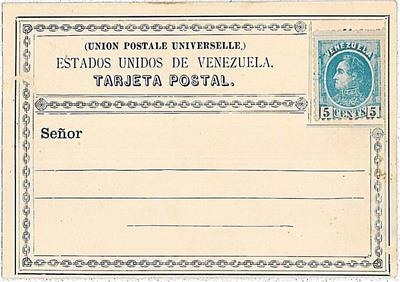 (UNION POSTALE UNIVERSELLE,)
ESTADOS UNIDOS DE VENEZUELA.
TARJETA POSTAL.
VENEZUELA
5 CENTS 5
Señor